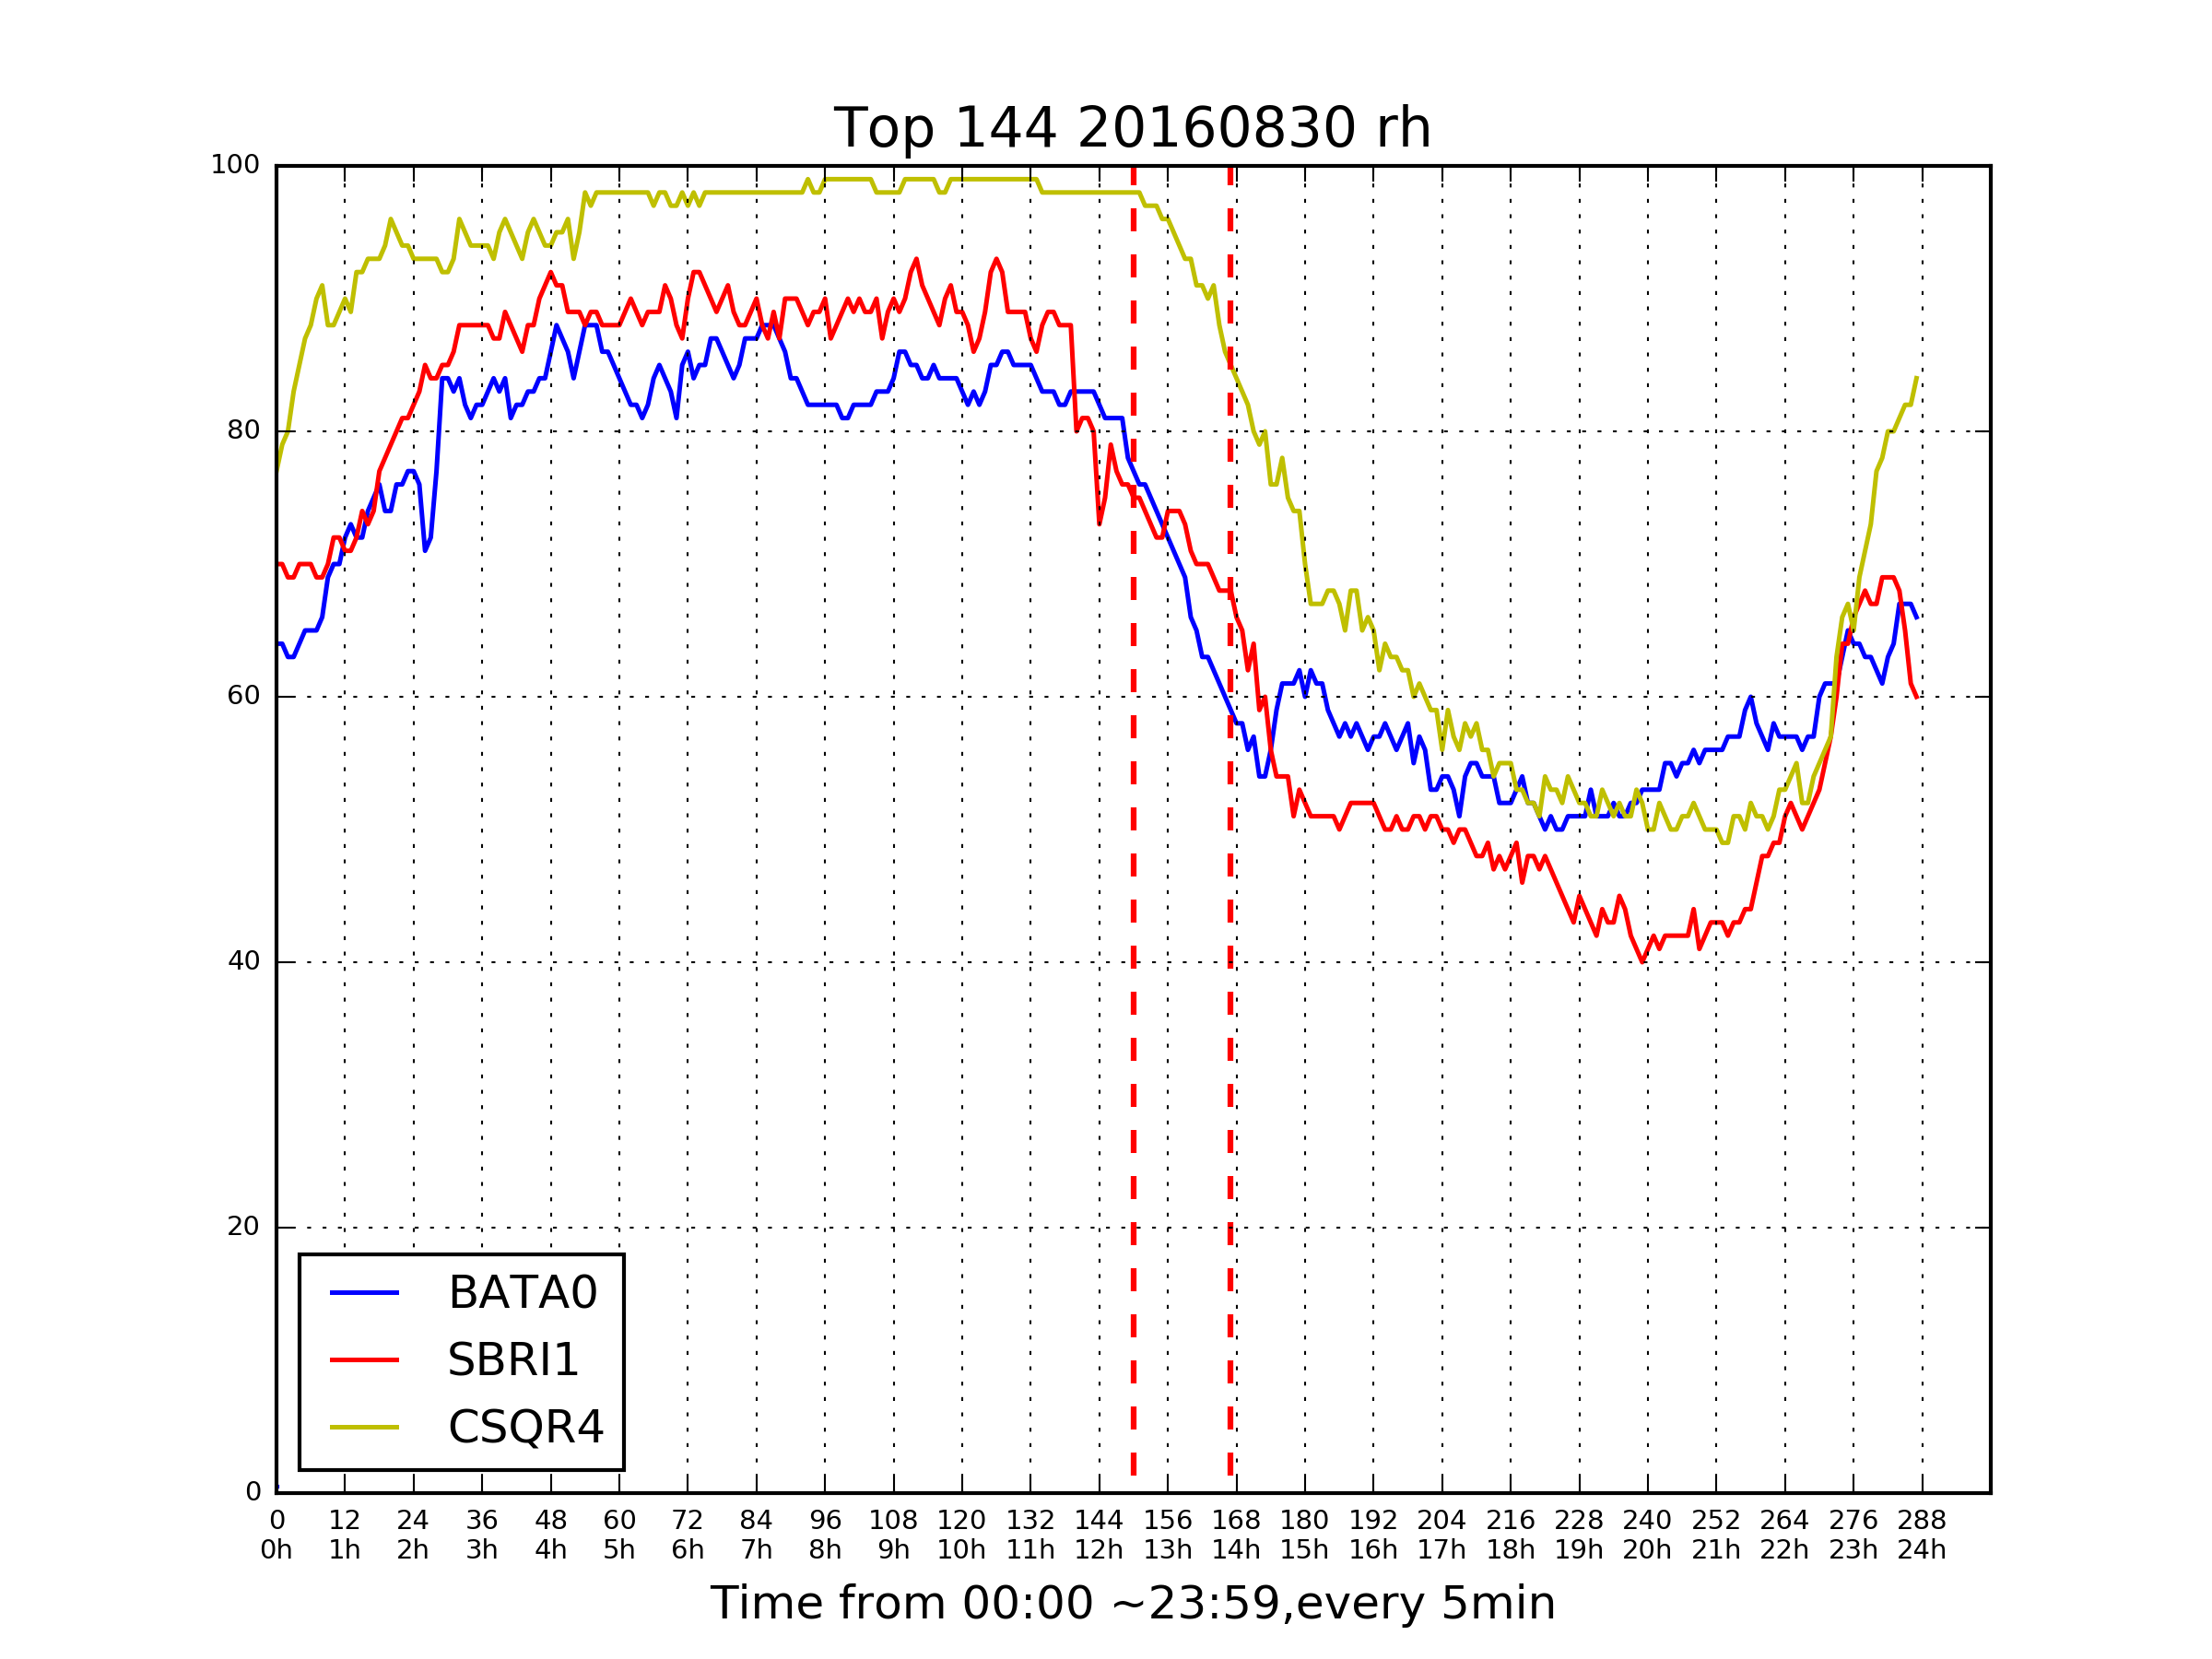 Top 144 20160830 rh
100
80
60
40
20
0
BATA0
SBRI1
CSQR4
0 12 24 36 48 60 72 84 96 108 120 132 144 156 168 180 192 204 216 228 240 252 264 276 288
0h 1h 2h 3h 4h 5h 6h 7h 8h 9h 10h 11h 12h 13h 14h 15h 16h 17h 18h 19h 20h 21h 22h 23h 24h
Time from 00:00 ~23:59,every 5min